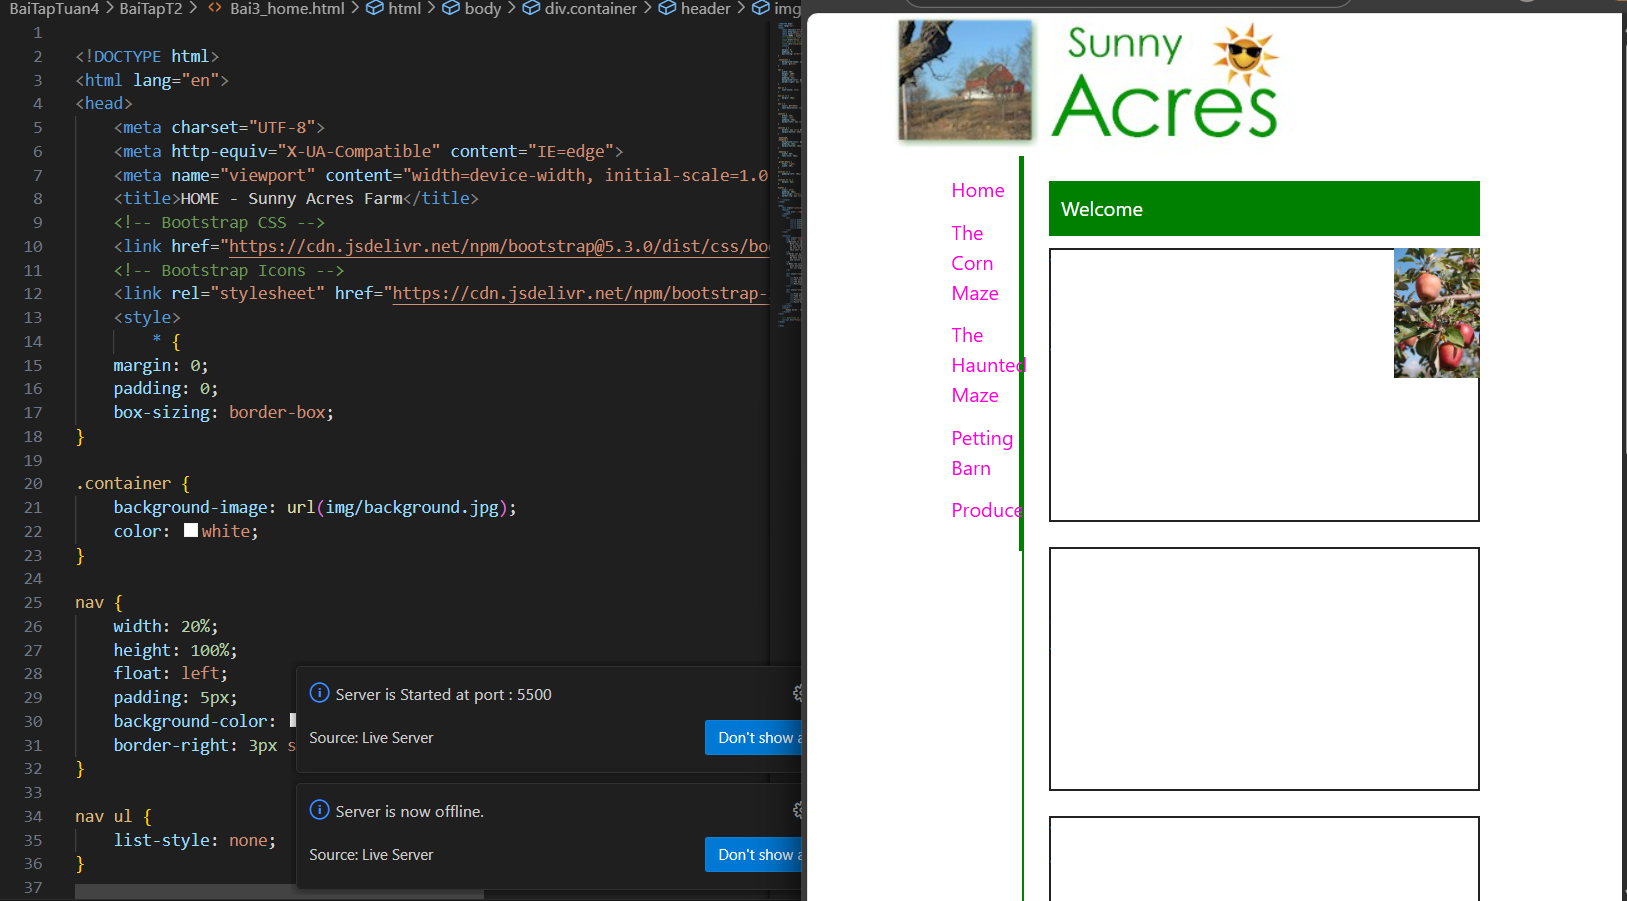 BaiTapTuan4 > BaiTapT2 > <> Bai3_home.html > html > body > div.container > header > img
1
2 <!DOCTYPE html>
3 <html lang="en">
4 <head>
5 <meta charset="UTF-8">
6 <meta http-equiv="X-UA-Compatible" content="IE=edge">
7 <meta name="viewport" content="width=device-width, initial-scale=1.0
8 <title>HOME - Sunny Acres Farm</title>
9 <!-- Bootstrap CSS -->
10 <link href="https://cdn.jsdelivr.net/npm/bootstrap@5.3.0/dist/css/bo
11 <!-- Bootstrap Icons -->
12 <link rel="stylesheet" href="https://cdn.jsdelivr.net/npm/bootstrap-
13 <style>
14 * {
15 margin: 0;
16 padding: 0;
17 box-sizing: border-box;
18 }
19
20 .container {
21 background-image: url(img/background.jpg);
22 color: white;
23 }
24
25 nav {
26 width: 20%;
27 height: 100%;
28 float: left;
29 padding: 5px;
30 background-color:
31 border-right: 3px s
32 }
33
34 nav ul {
35 list-style: none;
36 }
37
Server is Started at port : 5500
Source: Live Server
Don't show a
Server is now offline.
Source: Live Server
Don't show a
Sunny
Acres
Home
The
Corn
Maze
The
Haunted
Maze
Petting
Barn
Produce
Welcome